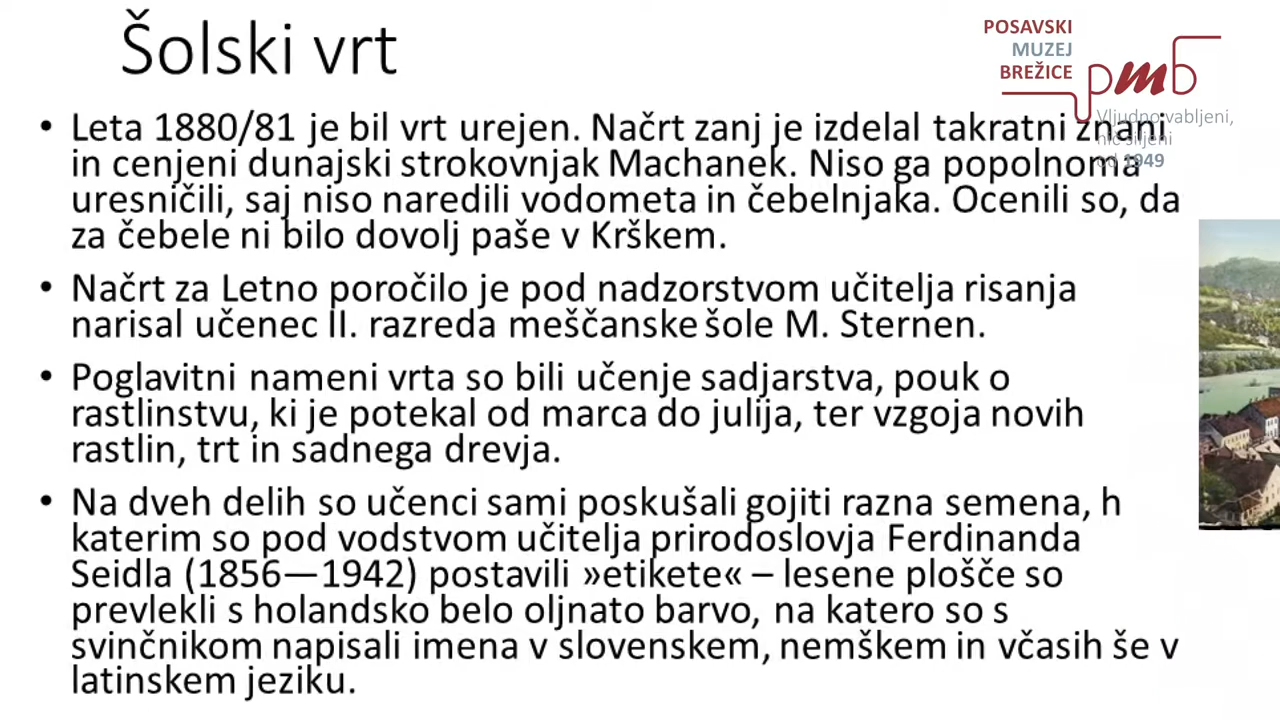 Šolski vrt
POSAVSKI
MUZEJ
BREŽICE
pmb
Vljudno vabljeni,
nič siljeni
od 1949
• Leta 1880/81 je bil vrt urejen. Načrt zanj je izdelal takratni znani
in cenjeni dunajski strokovnjak Machanek. Niso ga popolnoma
uresničili, saj niso naredili vodometa in čebelnjaka. Ocenili so, da
za čebele ni bilo dovolj paše v Krškem.
• Načrt za Letno poročilo je pod nadzorstvom učitelja risanja
narisal učenec II. razreda meščanske šole M. Sternen.
• Poglavitni nameni vrta so bili učenje sadjarstva, pouk o
rastlinstvu, ki je potekal od marca do julija, ter vzgoja novih
rastlin, trt in sadnega drevja.
• Na dveh delih so učenci sami poskušali gojiti razna semena, h
katerim so pod vodstvom učitelja prirodoslovja Ferdinanda
Seidla (1856—1942) postavili »etikete« – lesene plošče so
prevlekli s holandsko belo oljnato barvo, na katero so s
svinčnikom napisali imena v slovenskem, nemškem in včasih še v
latinskem jeziku.